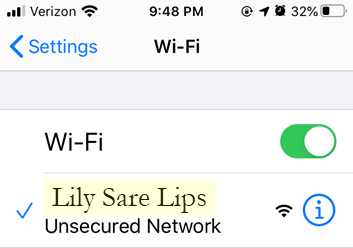 Verizon 9:48 PM 32%
Settings Wi-Fi
Wi-Fi
Lily Sare Lips
Unsecured Network